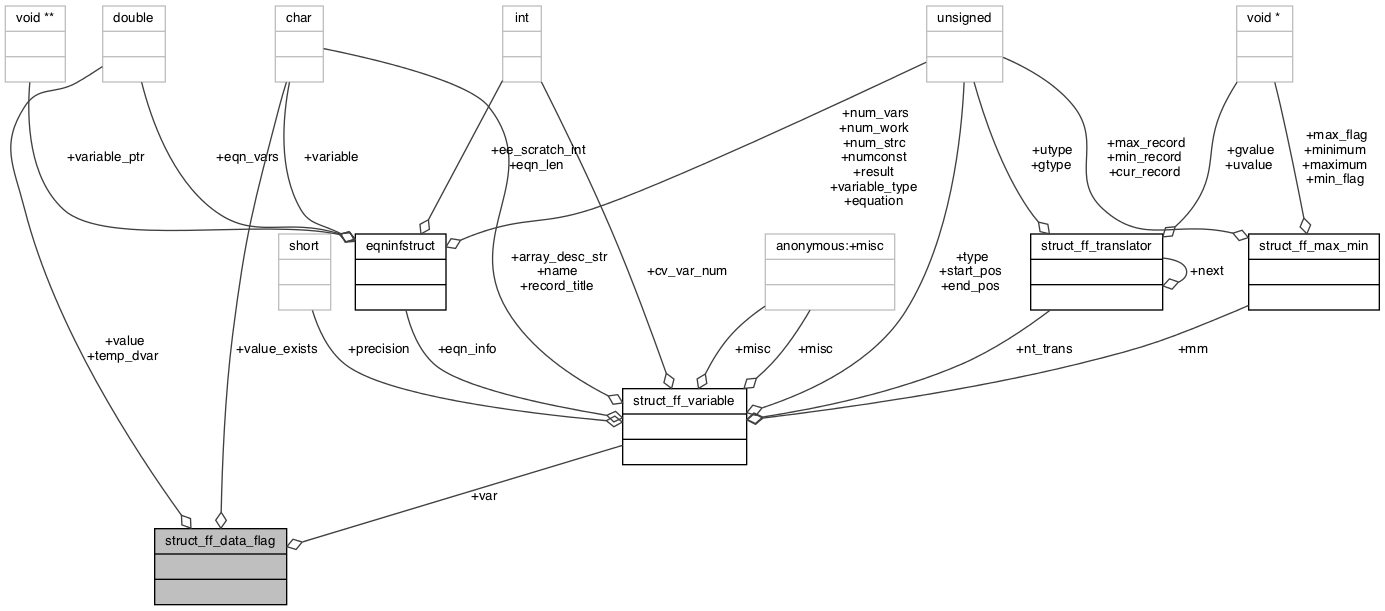 void **
double
char
int
unsigned
void *
+variable_ptr
+eqn_vars
+variable
+ee_scratch_int
+eqn_len
+num_vars
+num_work
+num_strc
+numconst
+result
+variable_type
+equation
+utype
+gtype
+max_record
+min_record
+cur_record
+gvalue
+uvalue
+max_flag
+minimum
+maximum
+min_flag
short
eqninfstruct
anonymous:+misc
struct_ff_translator
struct_ff_max_min
+array_desc_str
+name
+record_title
+cv_var_num
+type
+start_pos
+end_pos
+next
+value
+temp_dvar
+value_exists
+precision
+eqn_info
+misc
+misc
+nt_trans
+mm
struct_ff_variable
+var
struct_ff_data_flag